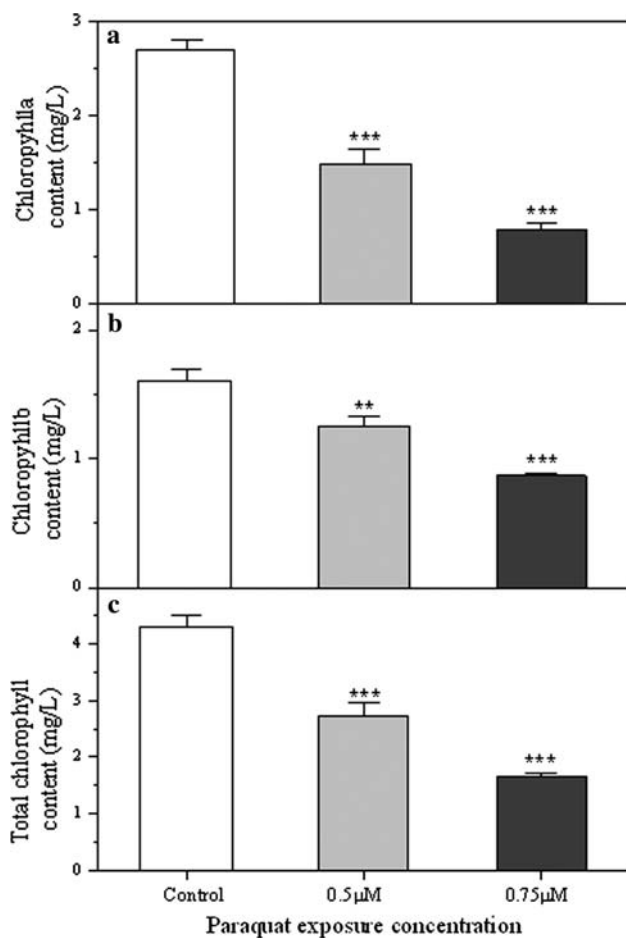 a
Chloropyhlla
content (mg/L)
3
2
1
0
***
***
b
Chloropyhllb
content (mg/L)
2
1
0
**
***
c
Total chlorophyll
content (mg/L)
4
3
2
1
0
***
***
Control 0.5μM 0.75μM
Paraquat exposure concentration